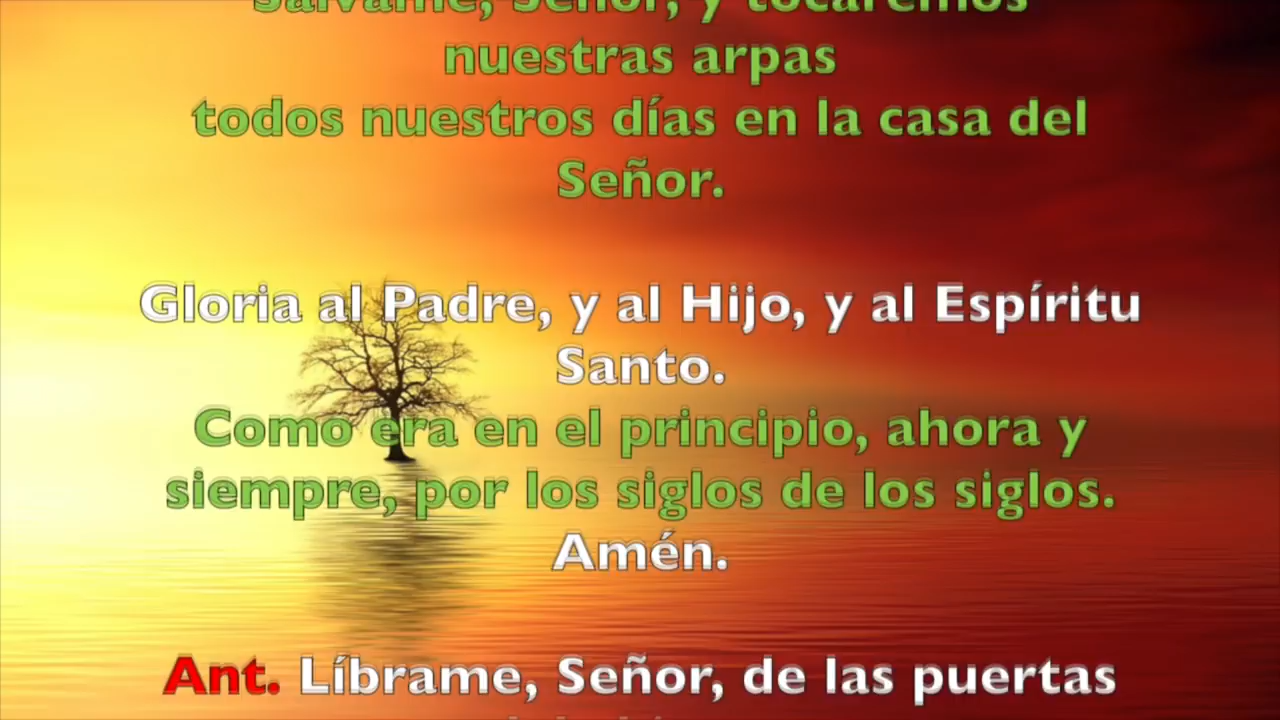 Sálvame, Señor, y tocaremos
nuestras arpas
todos nuestros días en la casa del
Señor.
Gloria al Padre, y al Hijo, y al Espíritu
Santo.
Como era en el principio, ahora y
siempre, por los siglos de los siglos.
Amén.
Ant. Líbrame, Señor, de las puertas